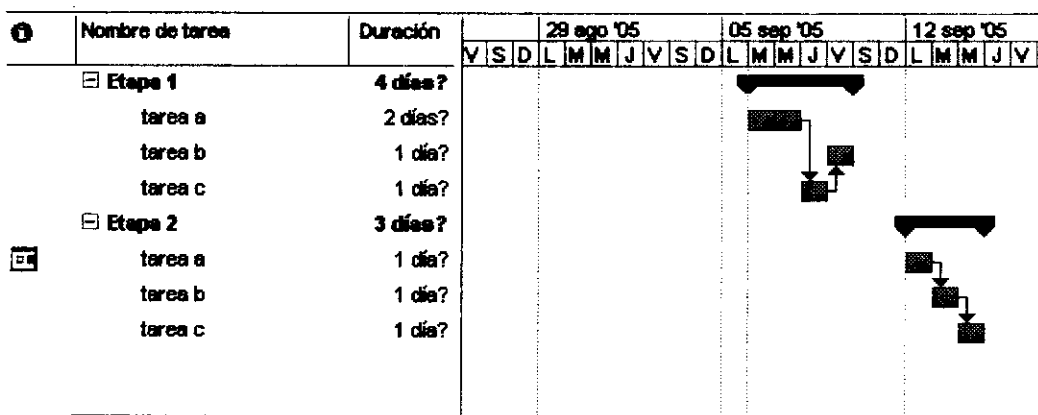 Nombre de tarea Duración 29 ago '05 05 sep '05 12 sep '05
V S D L M M J V S D L M M J V S D L M M J V
Etapa 1 4 días?
tarea a 2 días?
tarea b 1 día?
tarea c 1 día?
Etapa 2 3 días?
tarea a 1 día?
tarea b 1 día?
tarea c 1 día?